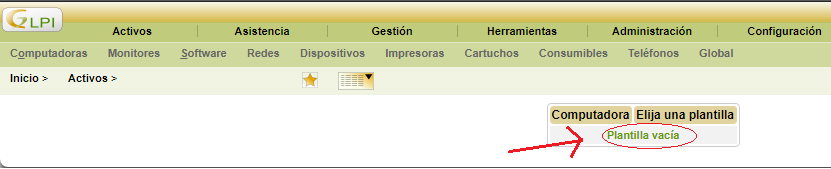 GLPI
Activos Asistencia Gestión Herramientas Administración Configuración
Computadoras Monitores Software Redes Dispositivos Impresoras Cartuchos Consumibles Teléfonos Global
Inicio > Activos >
Computadora Elija una plantilla
Plantilla vacía